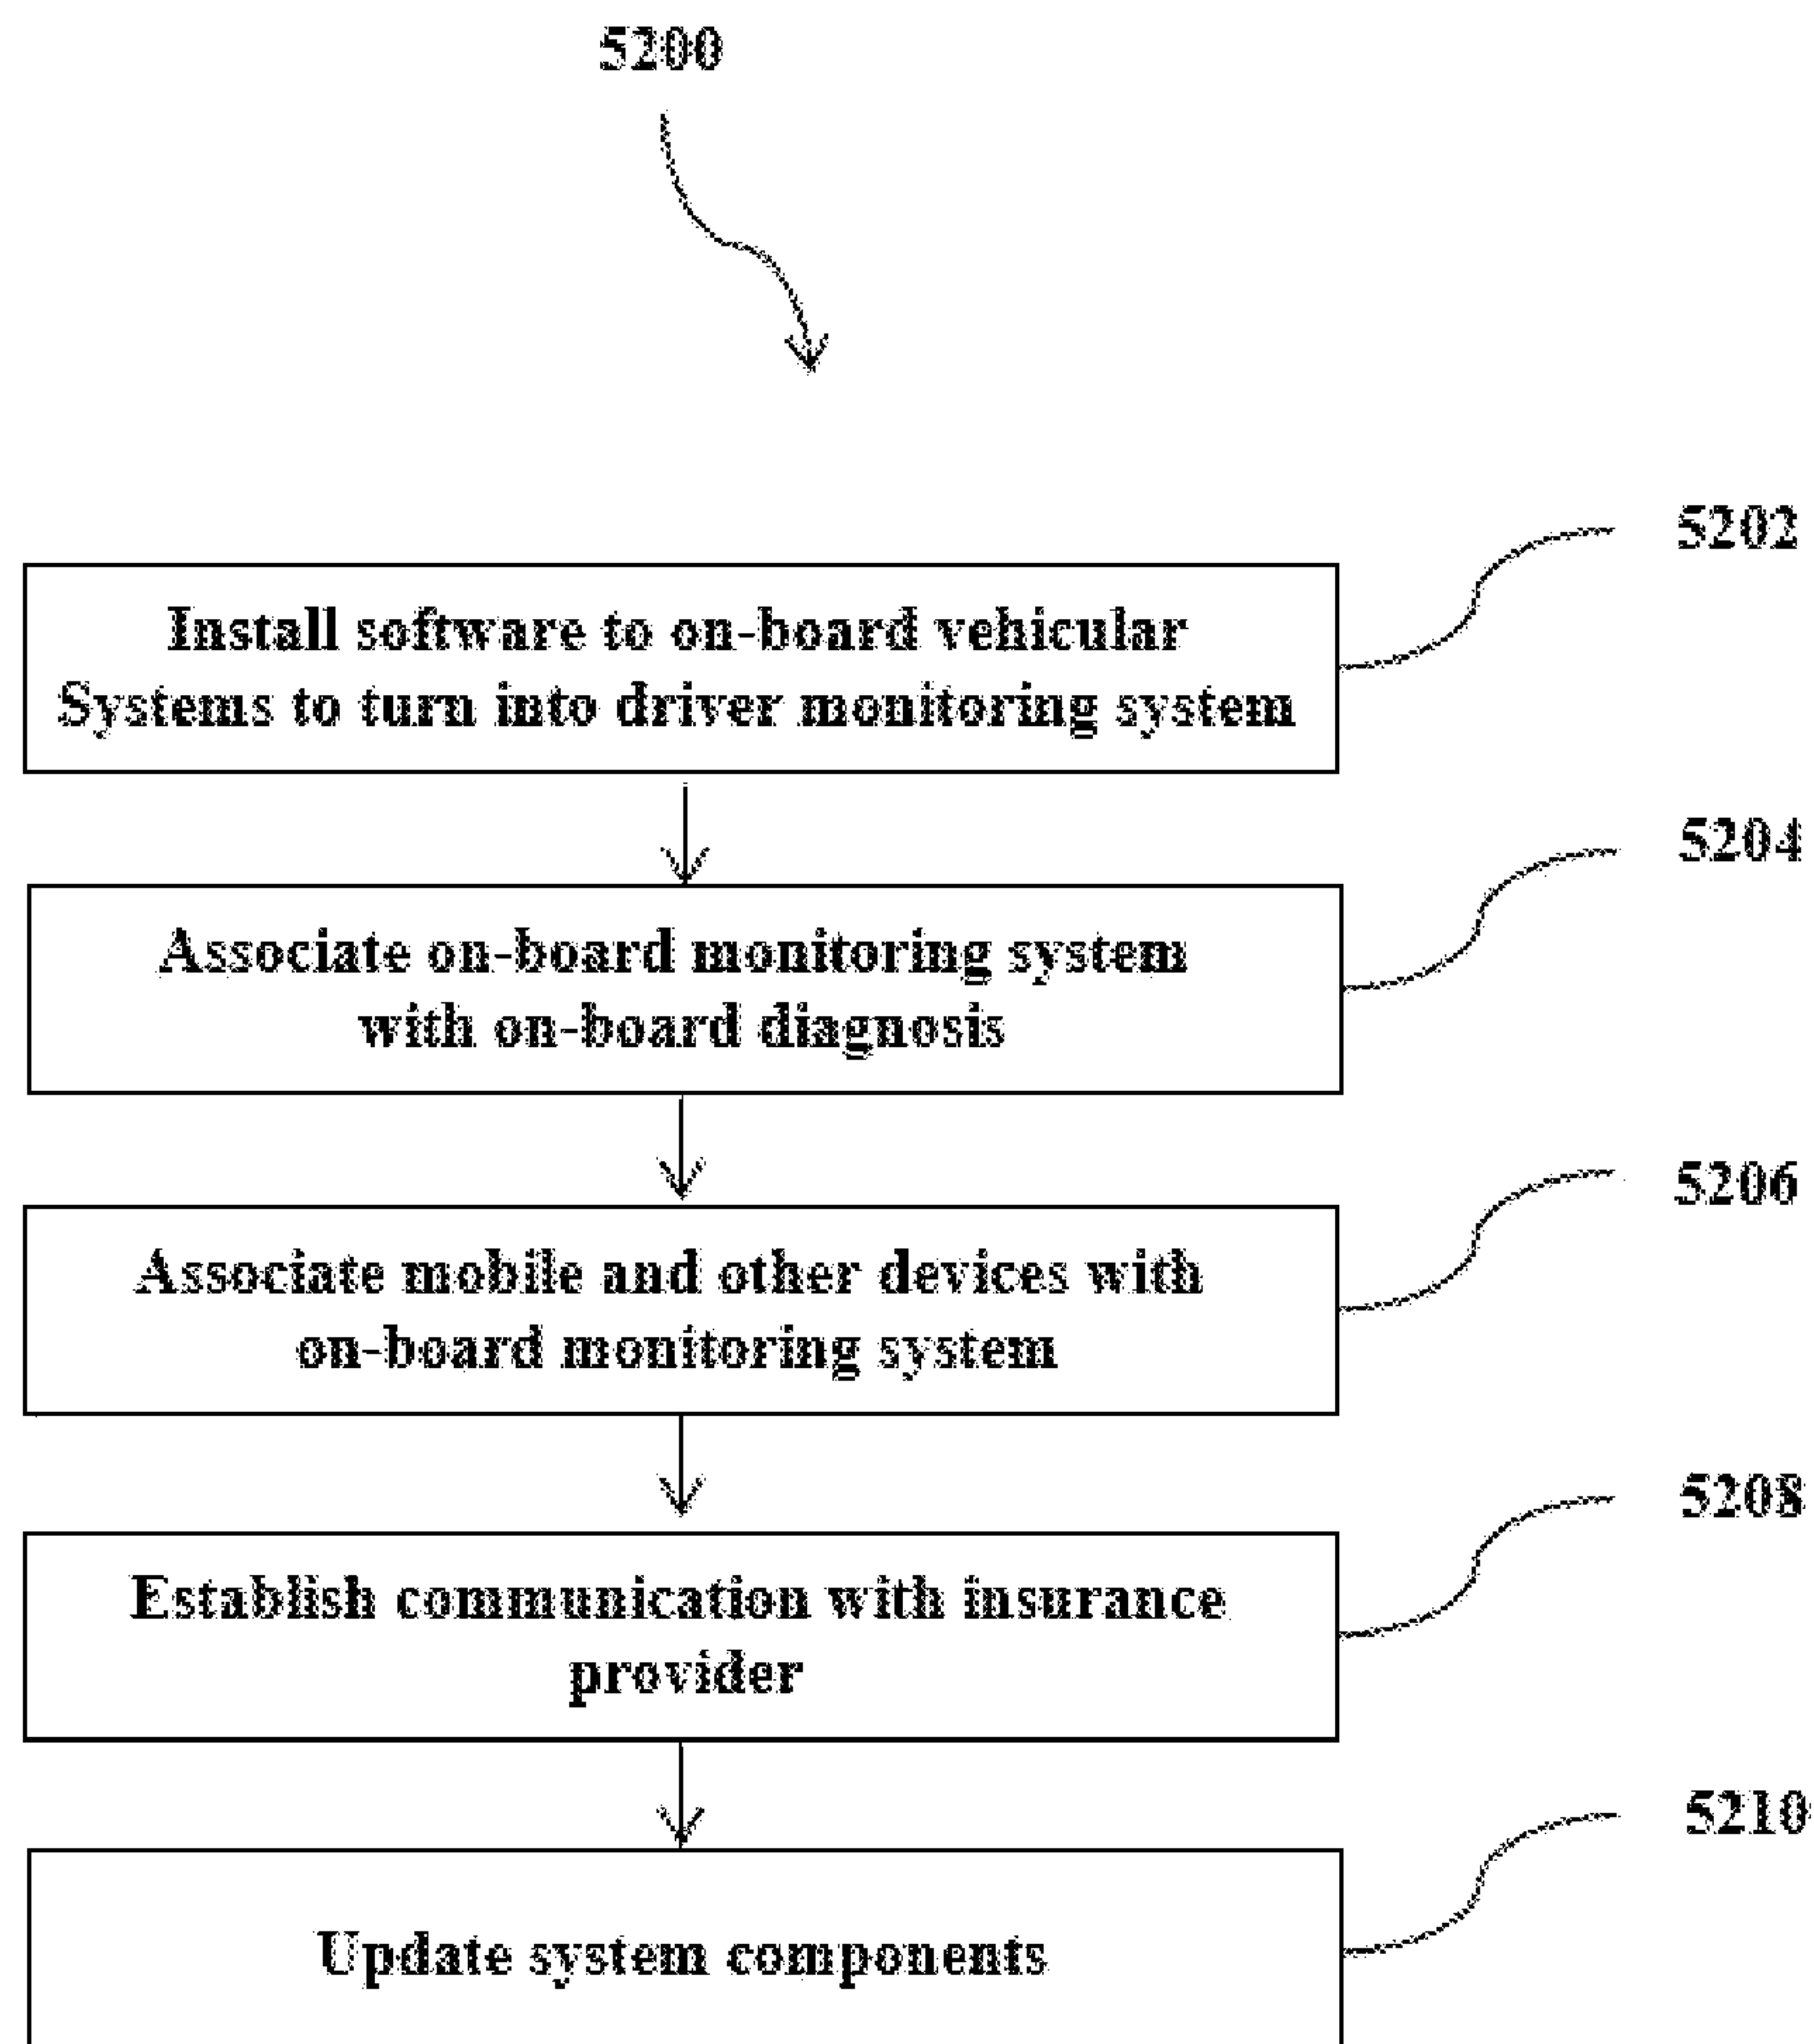 5200
5202
Install software to on-board vehicular
Systems to turn into driver monitoring system
5204
Associate on-board monitoring system
with on-board diagnosis
5206
Associate mobile and other devices with
on-board monitoring system
5208
Establish communication with insurance
provider
5210
Update system components